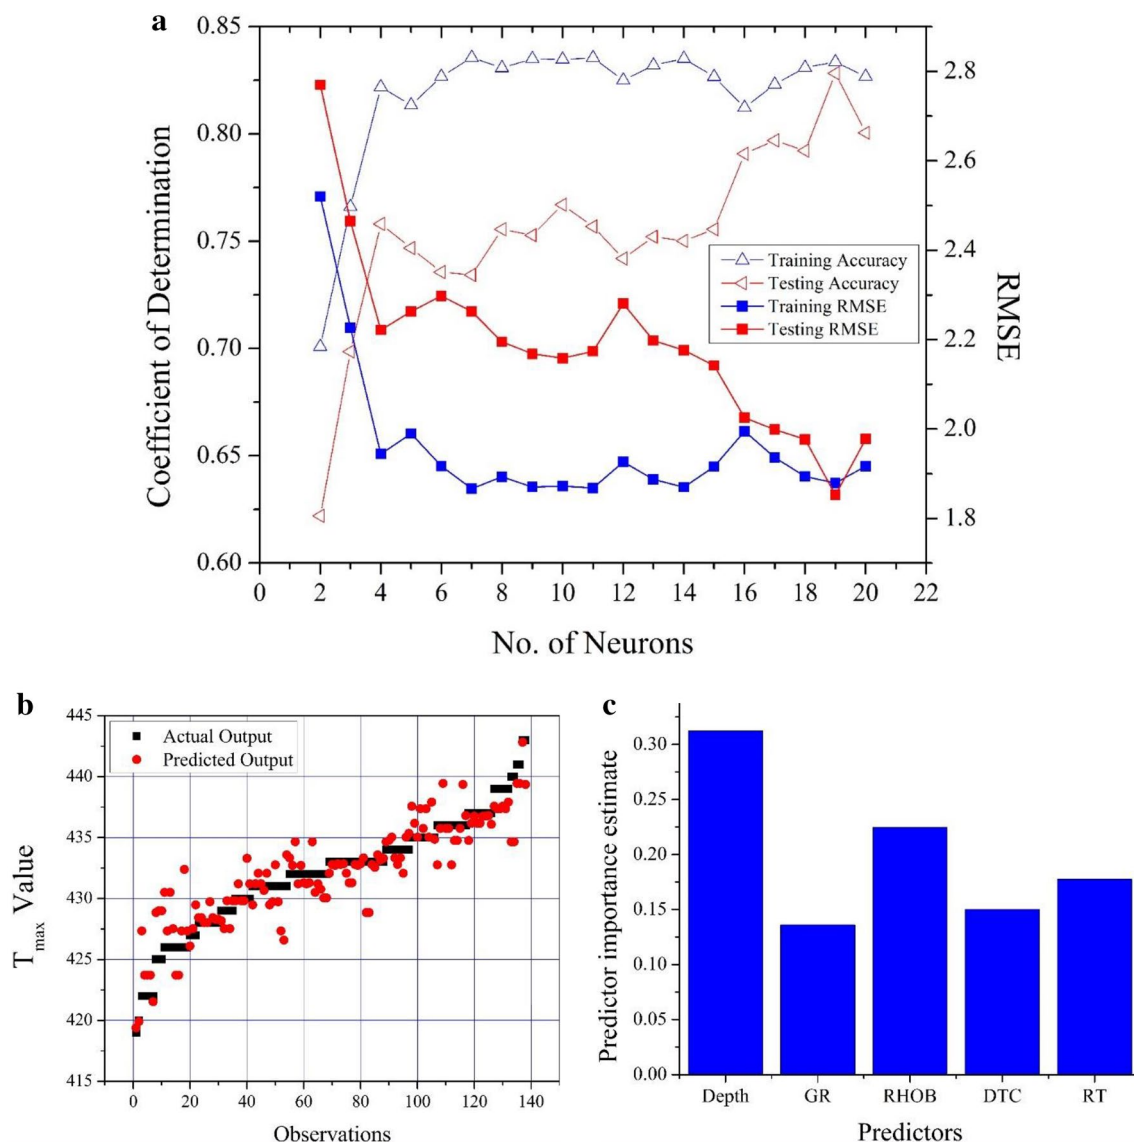 a
0.85
0.80
0.75
0.70
0.65
0.60
Coefficient of Determination
2.8
2.6
2.4
2.2
2.0
1.8
RMSE
Training Accuracy
Testing Accuracy
Training RMSE
Testing RMSE
0 2 4 6 8 10 12 14 16 18 20 22
No. of Neurons
b
445
440
435
430
425
420
415
Tmax Value
Actual Output
Predicted Output
0 20 40 60 80 100 120 140
Observations
c
0.30
0.25
0.20
0.15
0.10
0.05
0.00
Predictor importance estimate
Depth GR RHOB DTC RT
Predictors